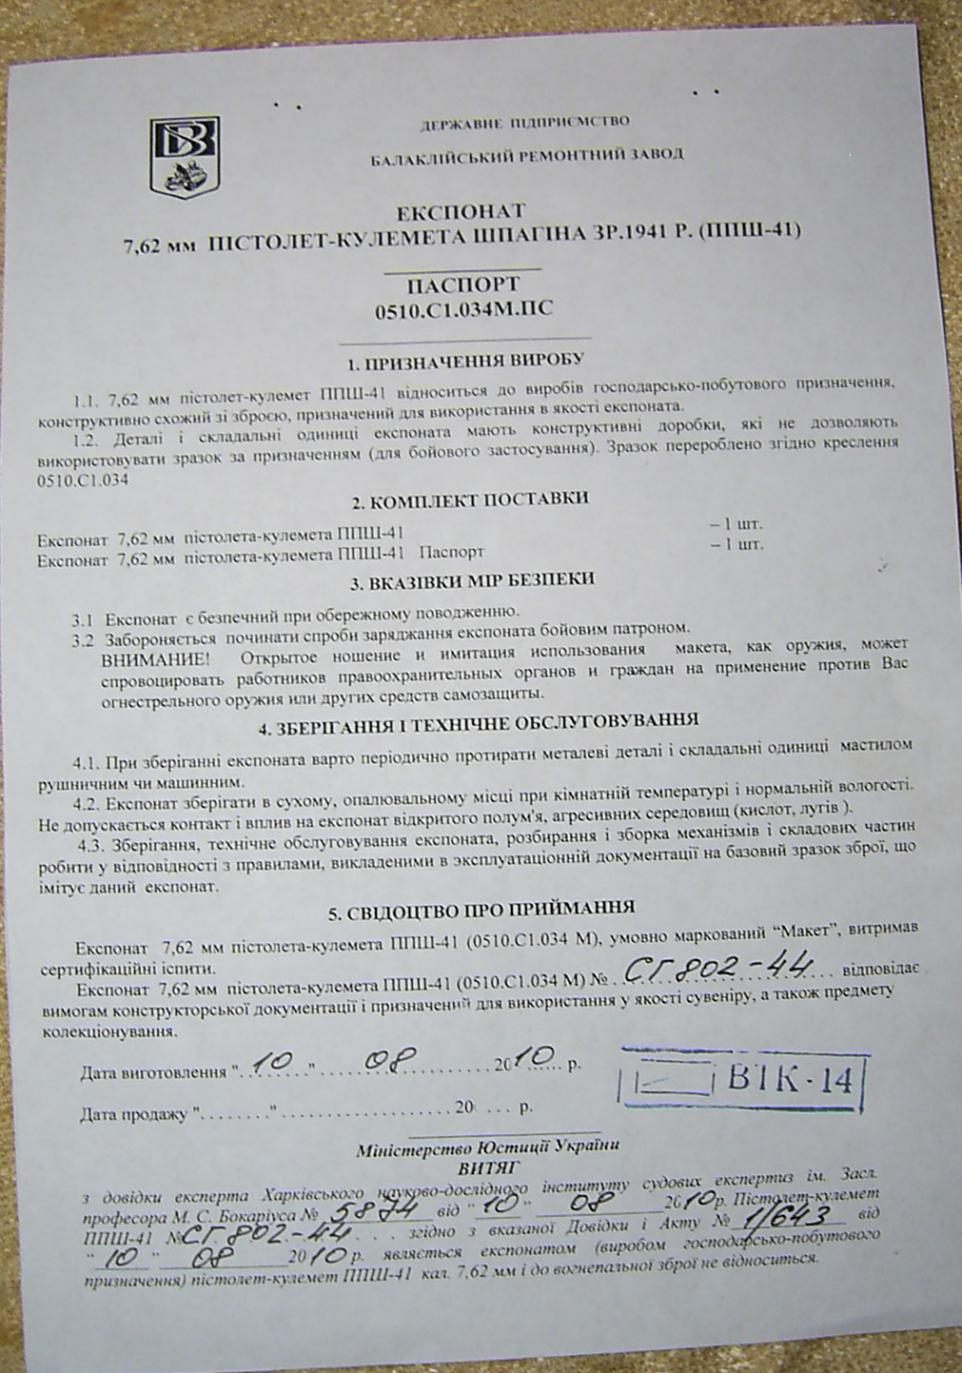 ДЕРЖАВНЕ ПІДПРИЄМСТВО
БАЛАКЛІЙСЬКИЙ РЕМОНТНИЙ ЗАВОД
ЕКСПОНАТ
7,62 мм ПІСТОЛЕТ-КУЛЕМЕТА ШПАГІНА ЗР.1941 Р. (ППШ-41)
ПАСПОРТ
0510.С1.034М.ПС
1. ПРИЗНАЧЕННЯ ВИРОБУ
1.1. 7,62 мм пістолет-кулемет ППШ-41 відноситься до виробів господарсько-побутового призначення,
конструктивно схожий зі зброєю, призначений для використання в якості експоната.
1.2. Деталі і складальні одиниці експоната мають конструктивні доробки, які не дозволяють
використовувати зразок за призначенням (для бойового застосування). Зразок перероблено згідно креслення
0510.С1.034
2. КОМПЛЕКТ ПОСТАВКИ
Експонат 7,62 мм пістолета-кулемета ППШ-41 – 1 шт.
Експонат 7,62 мм пістолета-кулемета ППШ-41 Паспорт – 1 шт.
3. ВКАЗІВКИ МІР БЕЗПЕКИ
3.1 Експонат є безпечний при обережному поводженню.
3.2 Забороняється починати спроби заряджання експоната бойовим патроном.
ВНИМАНИЕ! Открытое ношение и имитация использования макета, как оружия, может
спровоцировать работников правоохранительных органов и граждан на применение против Вас
огнестрельного оружия или других средств самозащиты.
4. ЗБЕРІГАННЯ І ТЕХНІЧНЕ ОБСЛУГОВУВАННЯ
4.1. При зберіганні експоната варто періодично протирати металеві деталі і складальні одиниці мастилом
рушничним чи машинним.
4.2. Експонат зберігати в сухому, опалювальному місці при кімнатній температурі і нормальній вологості.
Не допускається контакт і вплив на експонат відкритого полум'я, агресивних середовищ (кислот, лугів ).
4.3. Зберігання, технічне обслуговування експоната, розбирання і зборка механізмів і складових частин
робити у відповідності з правилами, викладеними в эксплуатаціонній документації на базовий зразок зброї, що
імітує даний експонат.
5. СВІДОЦТВО ПРО ПРИЙМАННЯ
Експонат 7,62 мм пістолета-кулемета ППШ-41 (0510.С1.034 М), умовно маркований “Макет”, витримав
сертифікаційні іспити.
Експонат 7,62 мм пістолета-кулемета ППШ-41 (0510.С1.034 М) № СГ 802-44 відповідає
вимогам конструкторської документації і призначений для використання у якості сувеніру, а також предмету
колекціонування.
Дата виготовлення "10" 08 2010 р.
ВТК-14
Дата продажу "........" .................. 20 .... р.
Міністерство Юстиції України
ВИТЯГ
з довідки експерта Харківського науково-дослідного інституту судових експертиз ім. Засл.
професора М. С. Бокаріуса № 5874 від "10" 08 2010 р. Пістолет-кулемет
ППШ-41 № СГ 802-44 . . . згідно з вказаної Довідки і Акту № 1/643 від
"10" 08 2010 р. являється експонатом (виробом господарсько-побутового
призначення) пістолет-кулемет ППШ-41 кал. 7,62 мм і до вогнепальної зброї не відноситься.